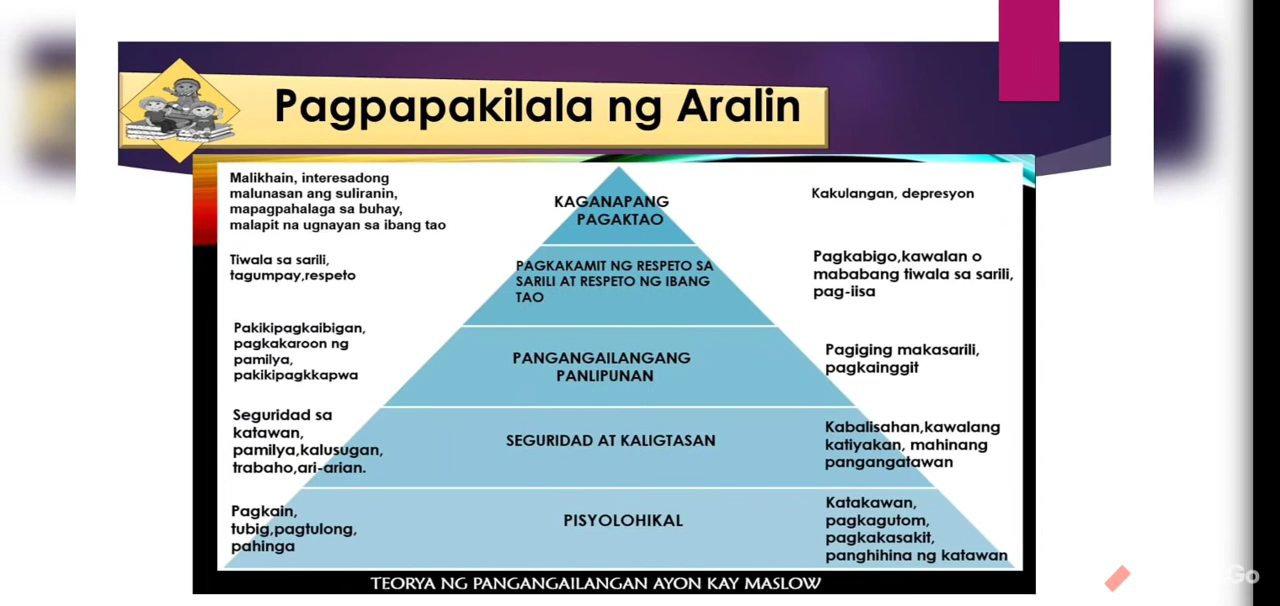 Pagpapakilala ng Aralin
Malikhain, interesadong
malunasan ang suliranin,
mapagpahalaga sa buhay,
malapit na ugnayan sa ibang tao
KAGANAPANG
PAGAKTAO
Kakulangan, depresyon
Tiwala sa sarili,
tagumpay,respeto
PAGKAKAMIT NG RESPETO SA
SARILI AT RESPETO NG IBANG
TAO
Pagkabigo,kawalan o
mababang tiwala sa sarili,
pag-iisa
Pakikipagkaibigan,
pagkakaroon ng
pamilya,
pakikipagkkapwa
PANGANGAILANGANG
PANLIPUNAN
Pagiging makasarili,
pagkainggit
Seguridad sa
katawan,
pamilya,kalusugan,
trabaho,ari-arian.
SEGURIDAD AT KALIGTASAN
Kabalisahan,kawalang
katiyakan, mahinang
pangangatawan
Pagkain,
tubig,pagtulong,
pahinga
PISYOLOHIKAL
Katakawan,
pagkagutom,
pagkakasakit,
panghihina ng katawan
TEORYA NG PANGANGAILANGAN AYON KAY MASLOW
Go